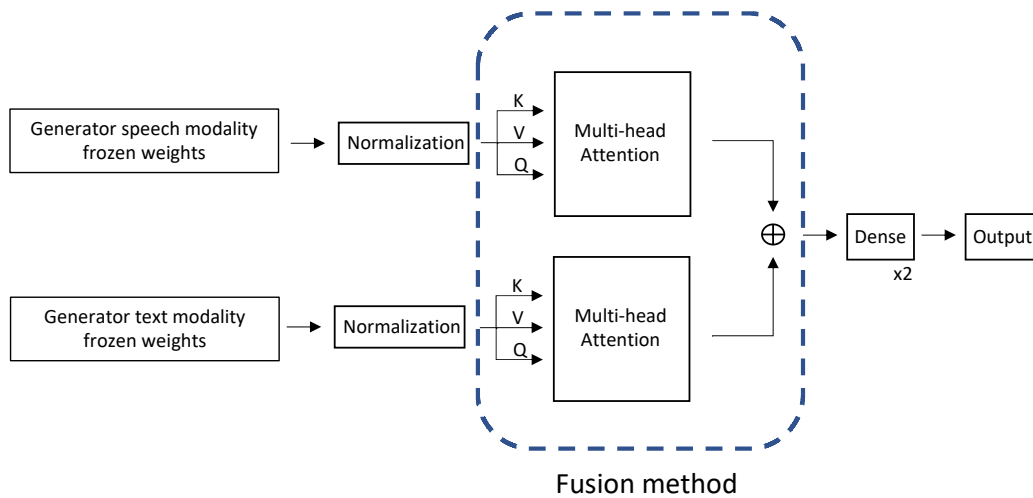 Generator speech modality
frozen weights
Normalization
K
V
Q
Multi-head
Attention
Generator text modality
frozen weights
Normalization
K
V
Q
Multi-head
Attention
Dense
x2
Output
Fusion method